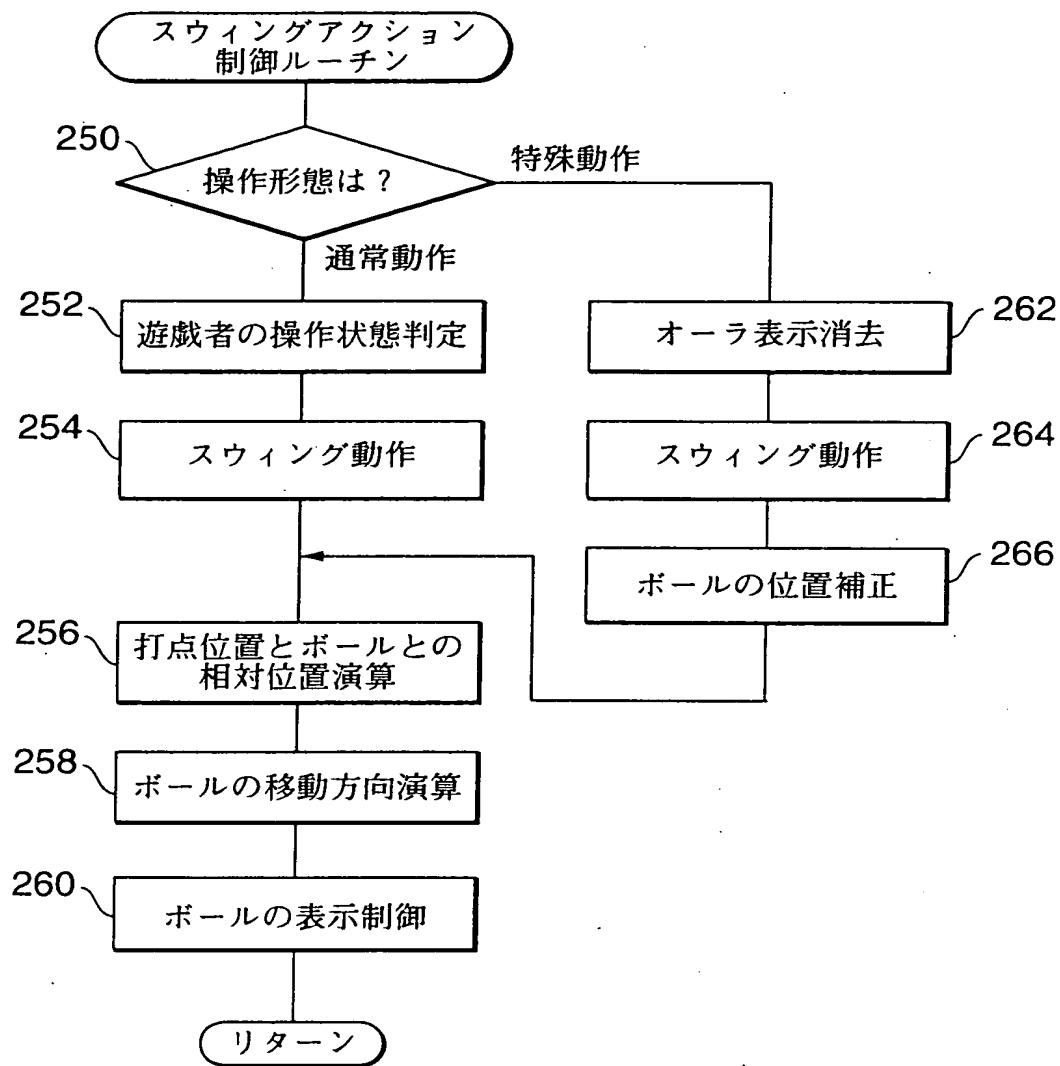 スウィングアクション
制御ルーチン
250
操作形態は?
特殊動作
通常動作
252
遊戯者の操作状態判定
262
オーラ表示消去
254
スウィング動作
264
スウィング動作
266
ボールの位置補正
256
打点位置とボールとの
相対位置演算
258
ボールの移動方向演算
260
ボールの表示制御
リターン